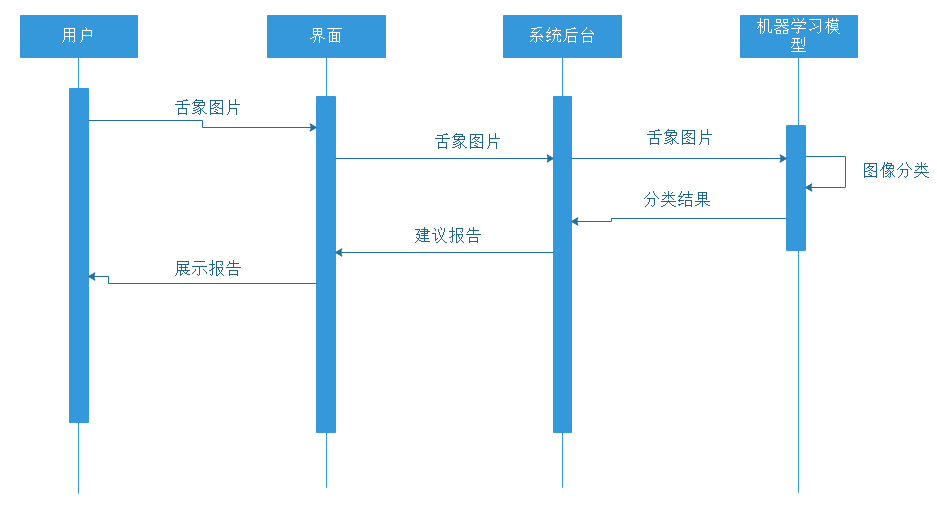 用户
界面
系统后台
机器学习模
型
舌象图片
舌象图片
舌象图片
图像分类
分类结果
建议报告
展示报告